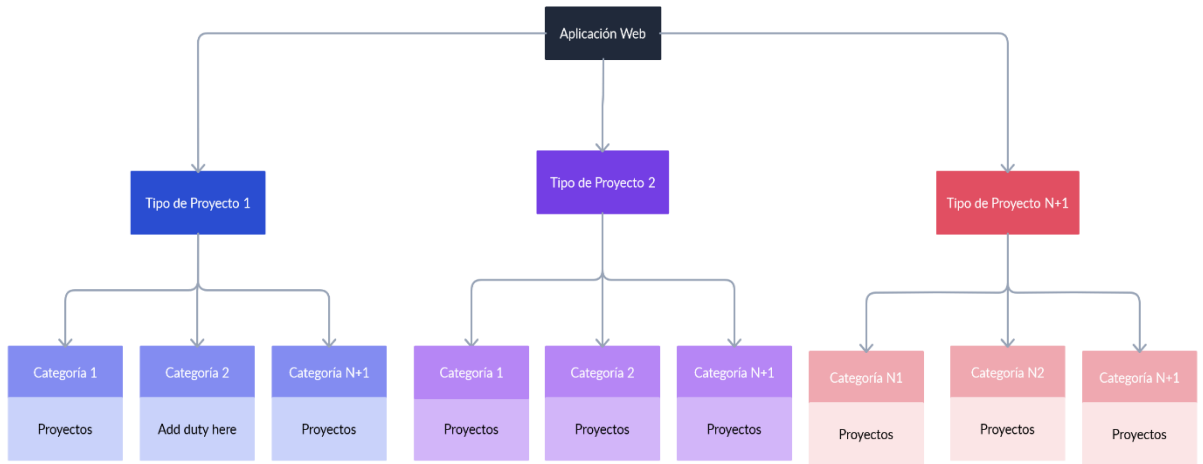 Aplicación Web
Tipo de Proyecto 1
Tipo de Proyecto 2
Tipo de Proyecto N+1
Categoría 1
Categoría 2
Categoría N+1
Categoría 1
Categoría 2
Categoría N+1
Categoría N1
Categoría N2
Categoría N+1
Proyectos
Add duty here
Proyectos
Proyectos
Proyectos
Proyectos
Proyectos
Proyectos
Proyectos